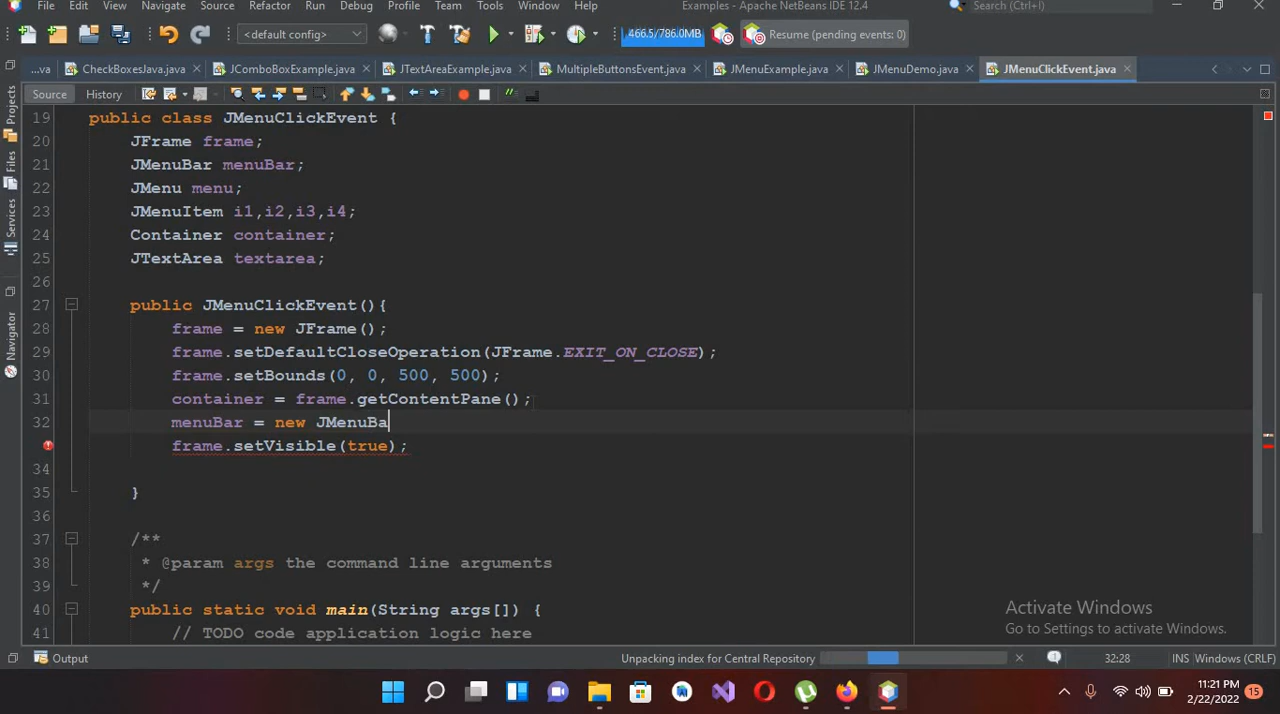 File Edit View Navigate Source Refactor Run Debug Profile Team Tools Window Help
Examples - Apache NetBeans IDE 12.4
Search (Ctrl+I)
<default config>
466.5/786.0MB
Resume (pending events: 0)
...va
CheckBoxesJava.java
JComboBoxExample.java
JTextAreaExample.java
MultipleButtonsEvent.java
JMenuExample.java
JMenuDemo.java
JMenuClickEvent.java
Source History
Projects
Files
Services
Navigator
19 public class JMenuClickEvent {
20 JFrame frame;
21 JMenuBar menuBar;
22 JMenu menu;
23 JMenuItem i1,i2,i3,i4;
24 Container container;
25 JTextArea textarea;
26
27 public JMenuClickEvent(){
28 frame = new JFrame();
29 frame.setDefaultCloseOperation(JFrame.EXIT_ON_CLOSE);
30 frame.setBounds(0, 0, 500, 500);
31 container = frame.getContentPane();
32 menuBar = new JMenuBa
frame.setVisible(true);
34
35 }
36
37 /**
38 * @param args the command line arguments
39 */
40 public static void main(String args[]) {
41 // TODO code application logic here
Activate Windows
Go to Settings to activate Windows.
Output
Unpacking index for Central Repository
32:28
INS Windows (CRLF)
11:21 PM
2/22/2022
15